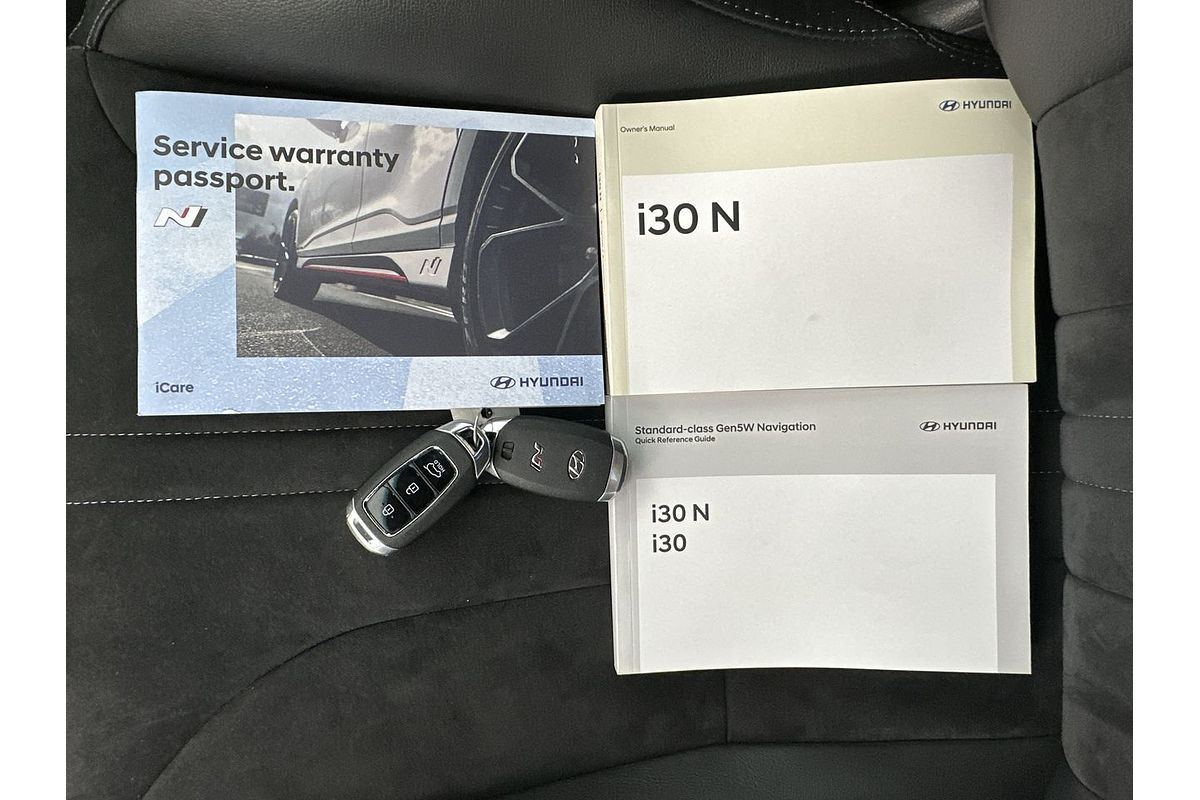 Service warranty
passport.
N
N
iCare
HYUNDAI
HYUNDAI
Owner's Manual
i30 N
HYUNDAI
Standard-class Gen5W Navigation
Quick Reference Guide
i30 N
i30
HOLD
N